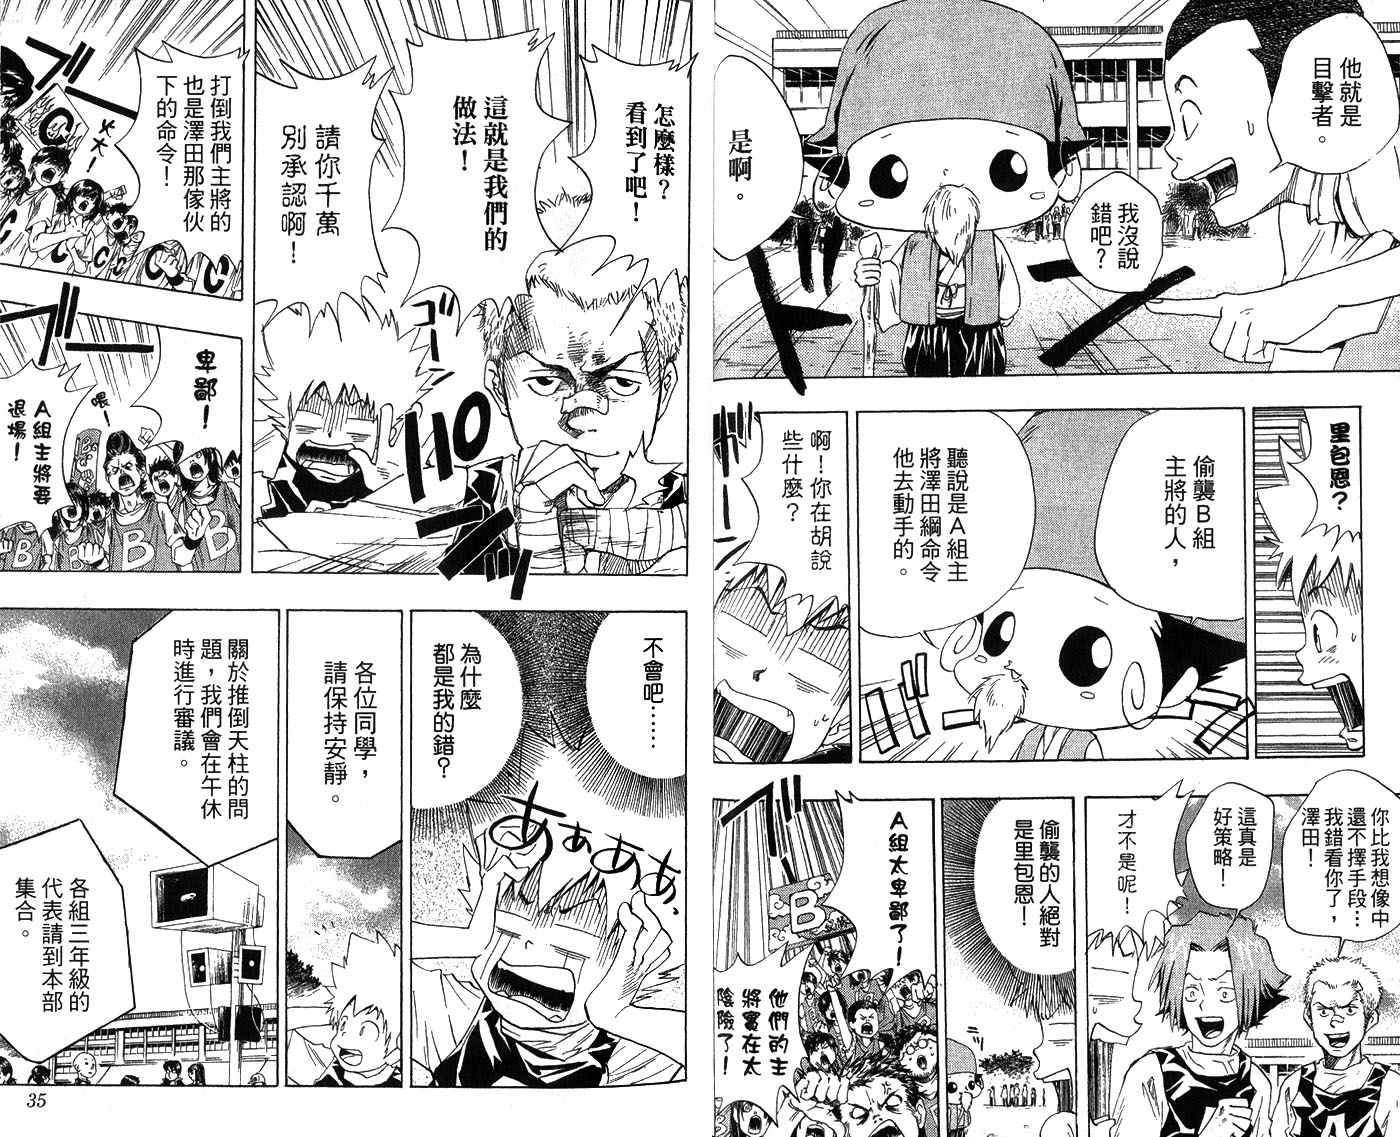 他就是
目擊者。
我沒說
錯吧？
是啊。
里包恩？
偷襲B組
主將的人，
聽說是A組主
將澤田綱命令
他去動手的。
啊！你在胡說
些什麼？
你比我想像中
還不擇手段…
我錯看你了，
澤田！
這真是
好策略！
才不是呢！
偷襲的人絕對
是里包恩！
A組太卑鄙了！
B
他們的主
將實在太
陰險了！
A
怎麼樣？
看到了吧！
這就是我們的
做法！
請你千萬
別承認啊！
ゴーー
打倒我們主將的
也是澤田那傢伙
下的命令！
C
C
C
C
C
C
卑鄙！
喂！
A組主將要
退場！
B
B
B
B
不會吧……
為什麼
都是我的錯？
あぁぁあぁ
各位同學，
請保持安靜。
關於推倒天柱的問
題，我們會在午休
時進行審議。
各組三年級的
代表請到本部
集合。
35